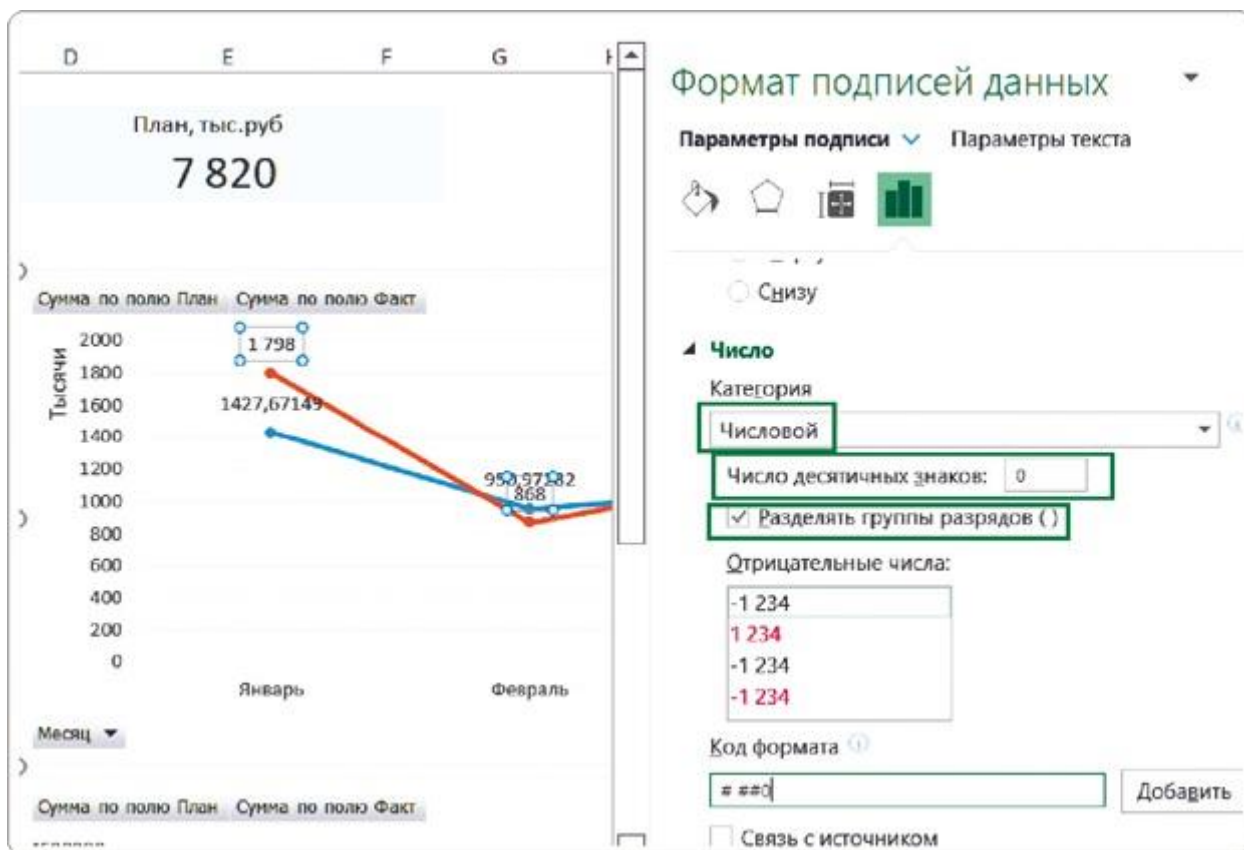 D E F G
План, тыс.руб
7 820
Сумма по полю План Сумма по полю Факт
Тысячи
2000
1800
1600
1400
1200
1000
800
600
400
200
0
1 798
1427,67149
950,97282
868
Январь Февраль
Месяц
Сумма по полю План Сумма по полю Факт
Формат подписей данных
Параметры подписи Параметры текста
Снизу
Число
Категория
Числовой
Число десятичных знаков: 0
Разделять группы разрядов ( )
Отрицательные числа:
-1 234
1 234
-1 234
-1 234
Код формата
# ##0
Добавить
Связь с источником